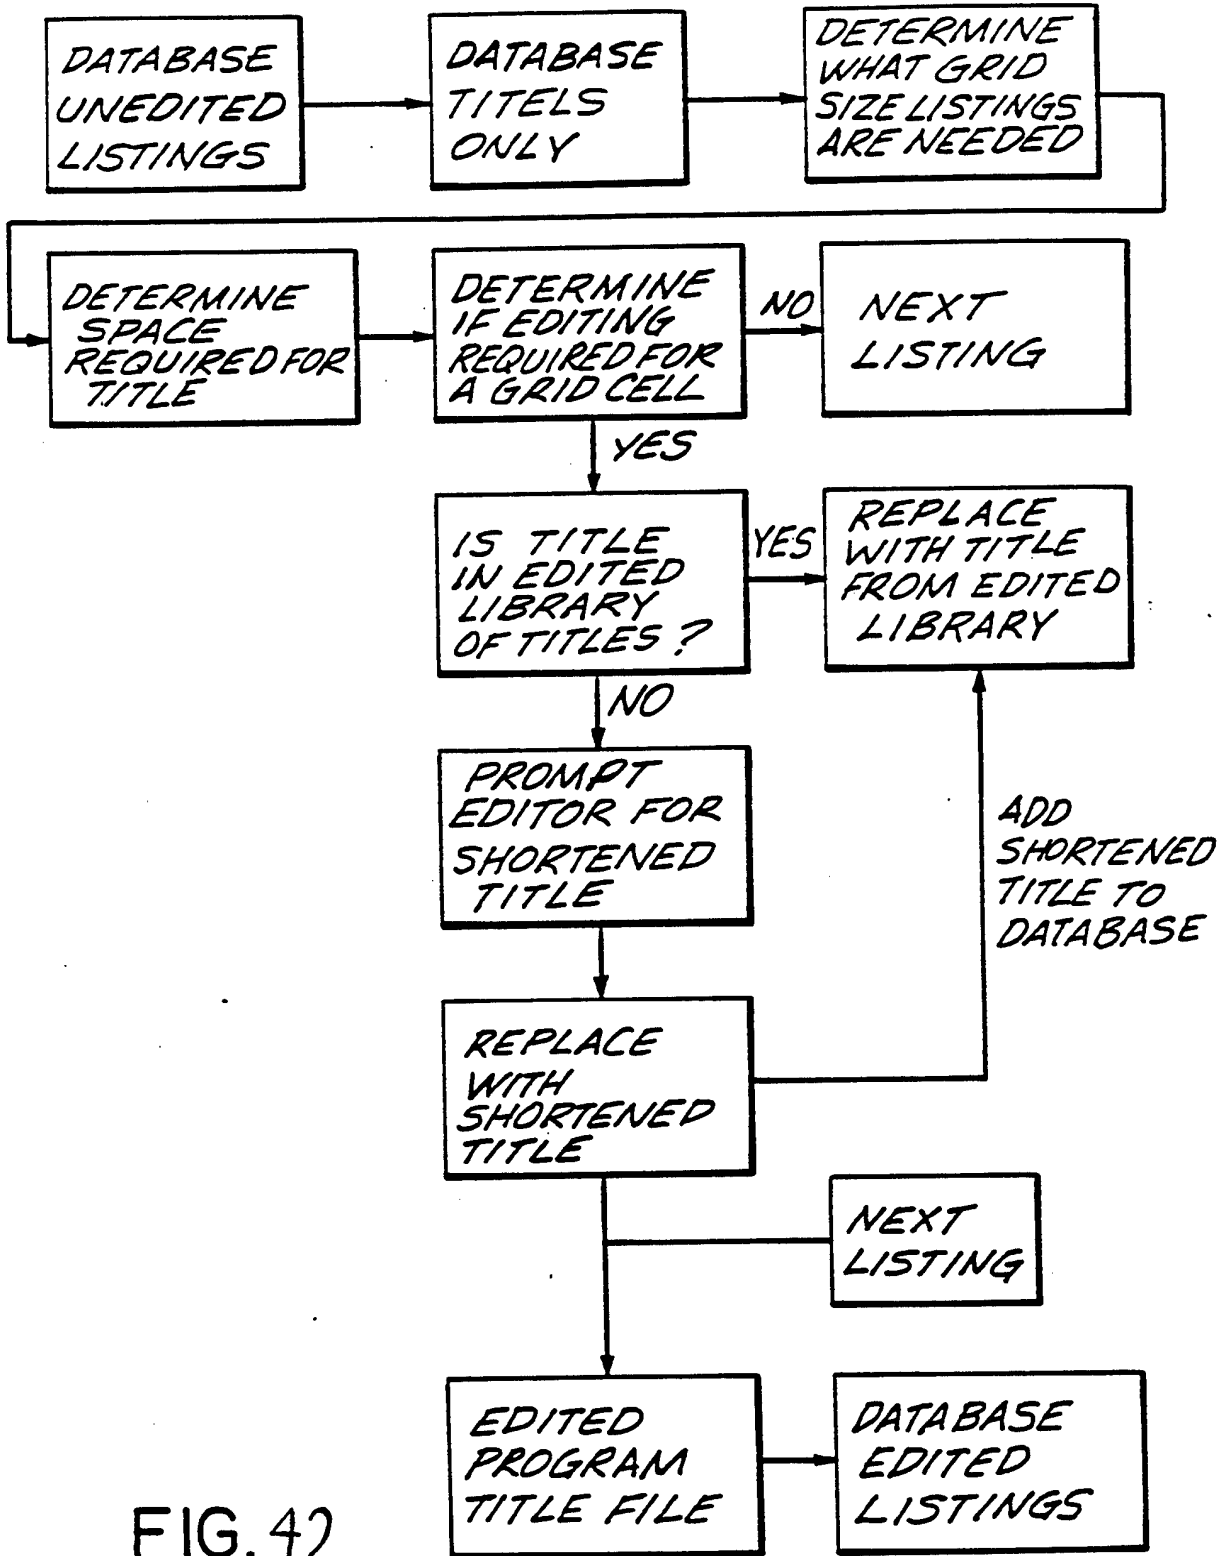 DATABASE
UNEDITED
LISTINGS
DATABASE
TITELS
ONLY
DETERMINE
WHAT GRID
SIZE LISTINGS
ARE NEEDED
DETERMINE
SPACE
REQUIRED FOR
TITLE
DETERMINE
IF EDITING
REQUIRED FOR
A GRID CELL
NO
NEXT
LISTING
YES
IS TITLE
IN EDITED
LIBRARY
OF TITLES?
YES
REPLACE
WITH TITLE
FROM EDITED
LIBRARY
NO
PROMPT
EDITOR FOR
SHORTENED
TITLE
ADD
SHORTENED
TITLE TO
DATABASE
REPLACE
WITH
SHORTENED
TITLE
NEXT
LISTING
EDITED
PROGRAM
TITLE FILE
DATABASE
EDITED
LISTINGS
FIG. 42